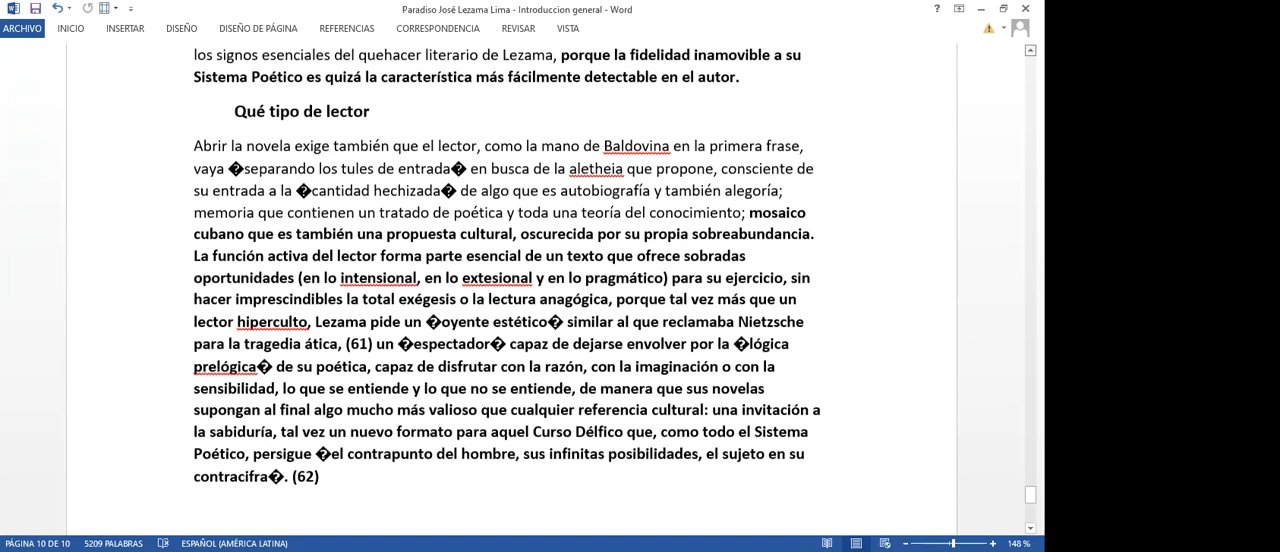 Paradiso José Lezama Lima - Introduccion general - Word
ARCHIVO INICIO INSERTAR DISEÑO DISEÑO DE PÁGINA REFERENCIAS CORRESPONDENCIA REVISAR VISTA
los signos esenciales del quehacer literario de Lezama, porque la fidelidad inamovible a su
Sistema Poético es quizá la característica más fácilmente detectable en el autor.
Qué tipo de lector
Abrir la novela exige también que el lector, como la mano de Baldovina en la primera frase,
vaya �separando los tules de entrada� en busca de la aletheia que propone, consciente de
su entrada a la �cantidad hechizada� de algo que es autobiografía y también alegoría;
memoria que contienen un tratado de poética y toda una teoría del conocimiento; mosaico
cubano que es también una propuesta cultural, oscurecida por su propia sobreabundancia.
La función activa del lector forma parte esencial de un texto que ofrece sobradas
oportunidades (en lo intensional, en lo extesional y en lo pragmático) para su ejercicio, sin
hacer imprescindibles la total exégesis o la lectura anagógica, porque tal vez más que un
lector hiperculto, Lezama pide un �oyente estético� similar al que reclamaba Nietzsche
para la tragedia ática, (61) un �espectador� capaz de dejarse envolver por la �lógica
prelógica� de su poética, capaz de disfrutar con la razón, con la imaginación o con la
sensibilidad, lo que se entiende y lo que no se entiende, de manera que sus novelas
supongan al final algo mucho más valioso que cualquier referencia cultural: una invitación a
la sabiduría, tal vez un nuevo formato para aquel Curso Délfico que, como todo el Sistema
Poético, persigue �el contrapunto del hombre, sus infinitas posibilidades, el sujeto en su
contracifra�. (62)
PÁGINA 10 DE 10 5209 PALABRAS ESPAÑOL (AMÉRICA LATINA) 148 %